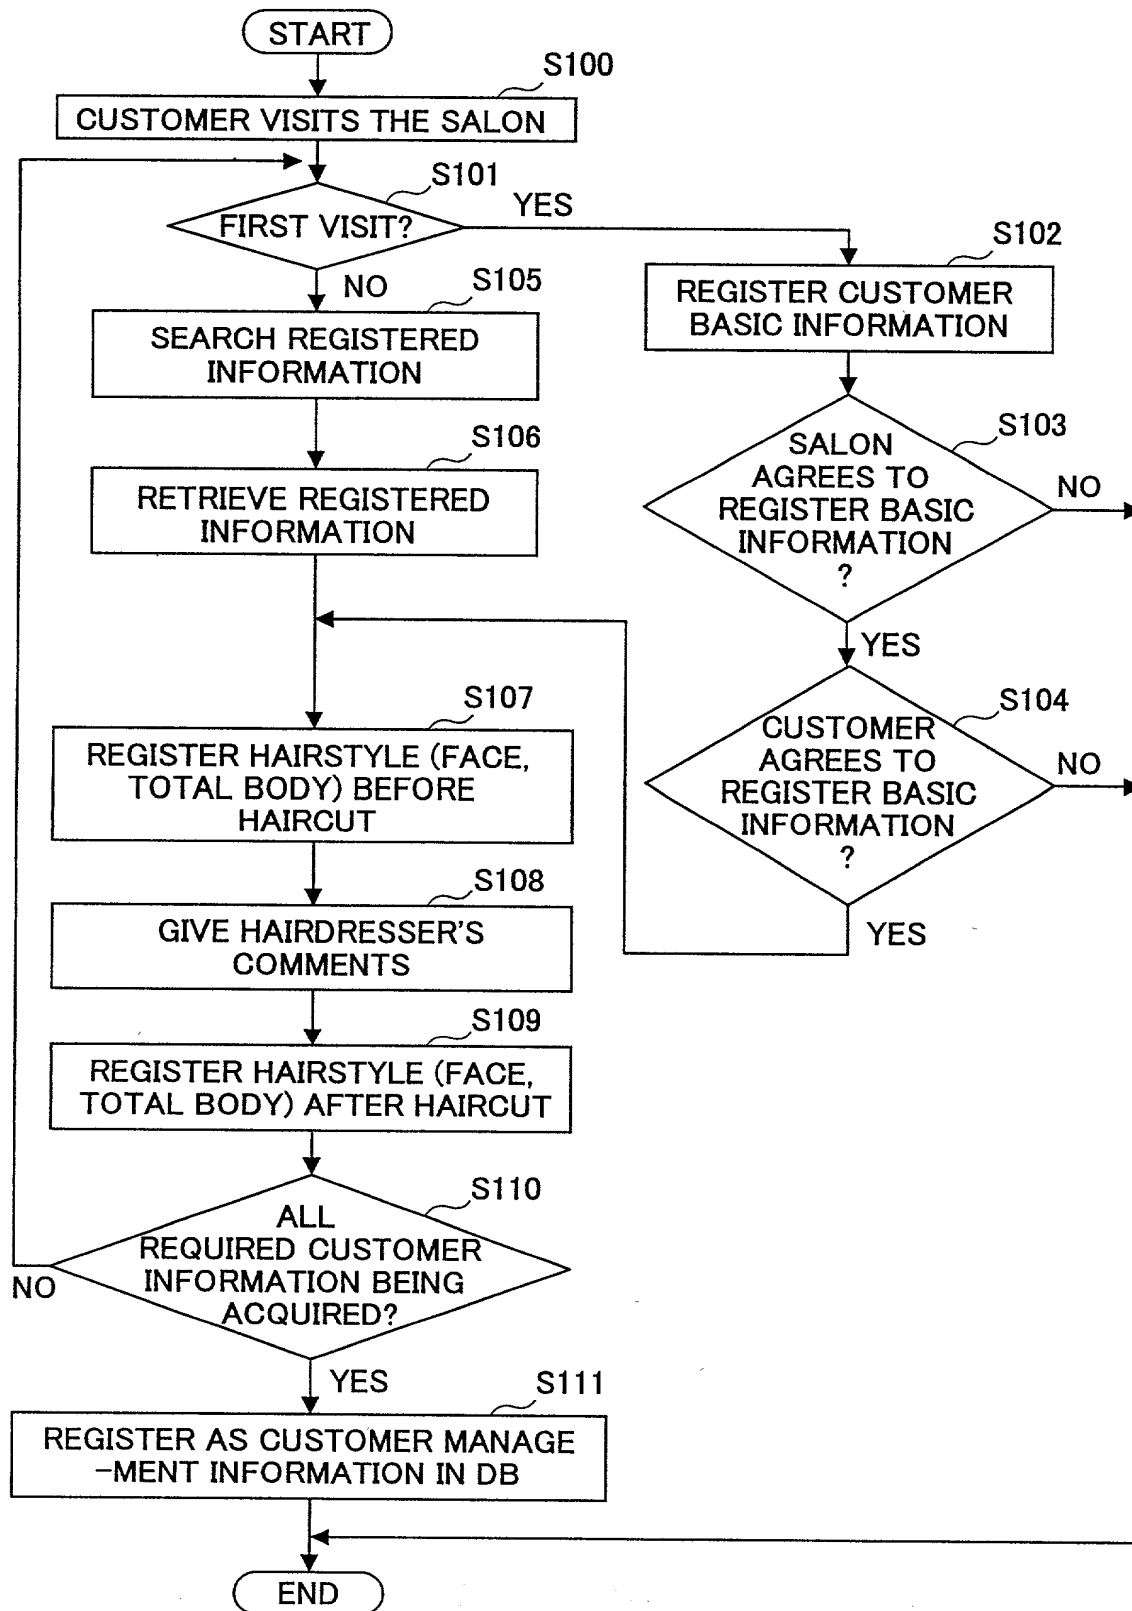 START
S100
CUSTOMER VISITS THE SALON
S101
FIRST VISIT?
YES
NO
S102
REGISTER CUSTOMER
BASIC INFORMATION
S105
SEARCH REGISTERED
INFORMATION
S103
SALON
AGREES TO
REGISTER BASIC
INFORMATION
?
NO
YES
S106
RETRIEVE REGISTERED
INFORMATION
S104
CUSTOMER
AGREES TO
REGISTER BASIC
INFORMATION
?
NO
YES
S107
REGISTER HAIRSTYLE (FACE,
TOTAL BODY) BEFORE
HAIRCUT
S108
GIVE HAIRDRESSER'S
COMMENTS
S109
REGISTER HAIRSTYLE (FACE,
TOTAL BODY) AFTER HAIRCUT
S110
ALL
REQUIRED CUSTOMER
INFORMATION BEING
ACQUIRED?
NO
YES
S111
REGISTER AS CUSTOMER MANAGE
-MENT INFORMATION IN DB
END